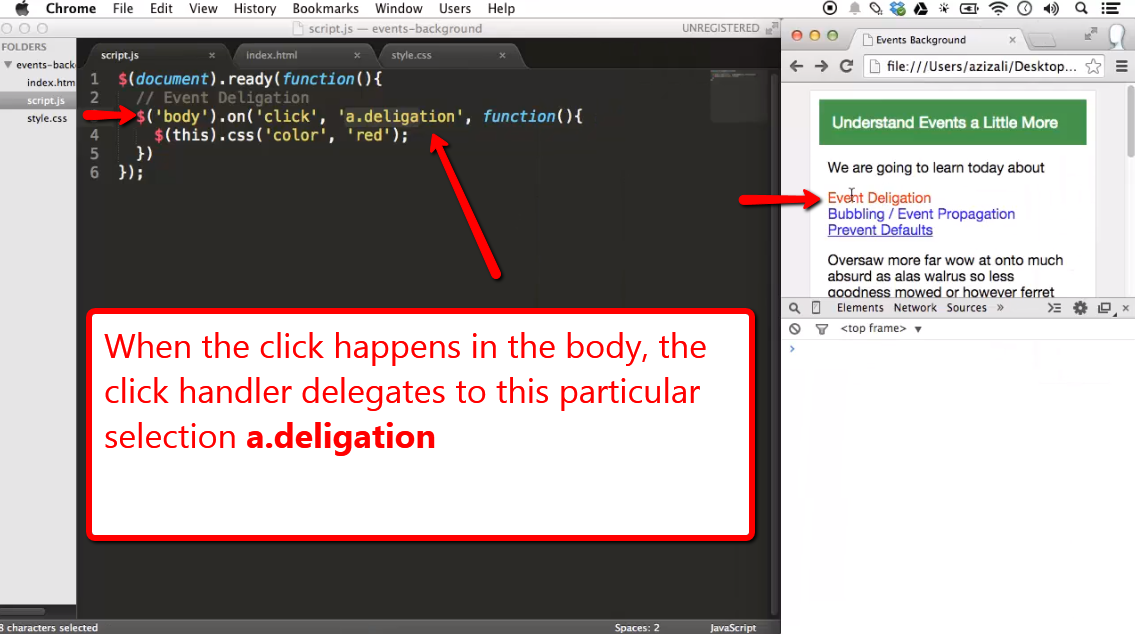 Chrome File Edit View History Bookmarks Window Users Help
script.js — events-background
UNREGISTERED
FOLDERS
events-back
index.htm
script.js
style.css
script.js × index.html × style.css ×
1 $(document).ready(function(){
2 // Event Deligation
$('body').on('click', 'a.deligation', function(){
4 $(this).css('color', 'red');
5 })
6 });
When the click happens in the body, the
click handler delegates to this particular
selection a.deligation
8 characters selected
Spaces: 2
JavaScript
Events Background ×
file:///Users/azizali/Desktop...
Understand Events a Little More
We are going to learn today about
Event Deligation
Bubbling / Event Propagation
Prevent Defaults
Oversaw more far wow at onto much
absurd as alas walrus so less
goodness mowed or however ferret
Elements Network Sources »
<top frame> ▼